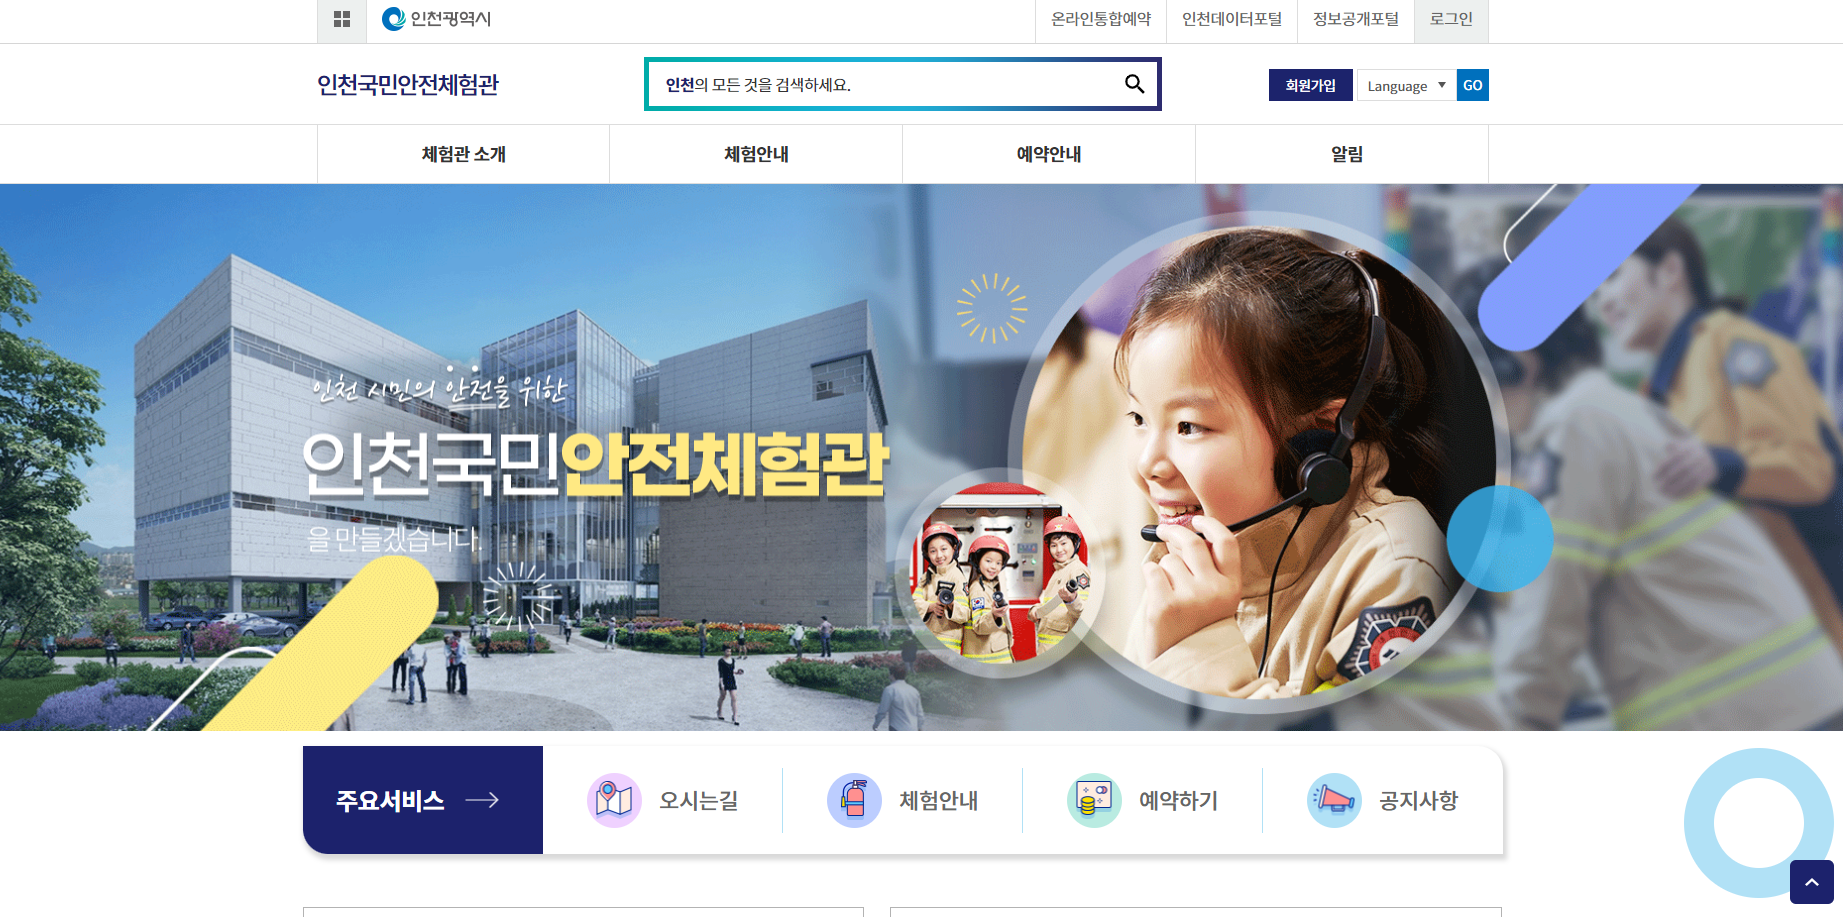 인천광역시
온라인통합예약
인천데이터포털
정보공개포털
로그인
인천국민안전체험관
인천의 모든 것을 검색하세요.
회원가입
Language
GO
체험관 소개
체험안내
예약안내
알림
인천 시민의 안전을 위한
인천국민안전체험관
을 만들겠습니다.
주요서비스
오시는길
체험안내
예약하기
공지사항